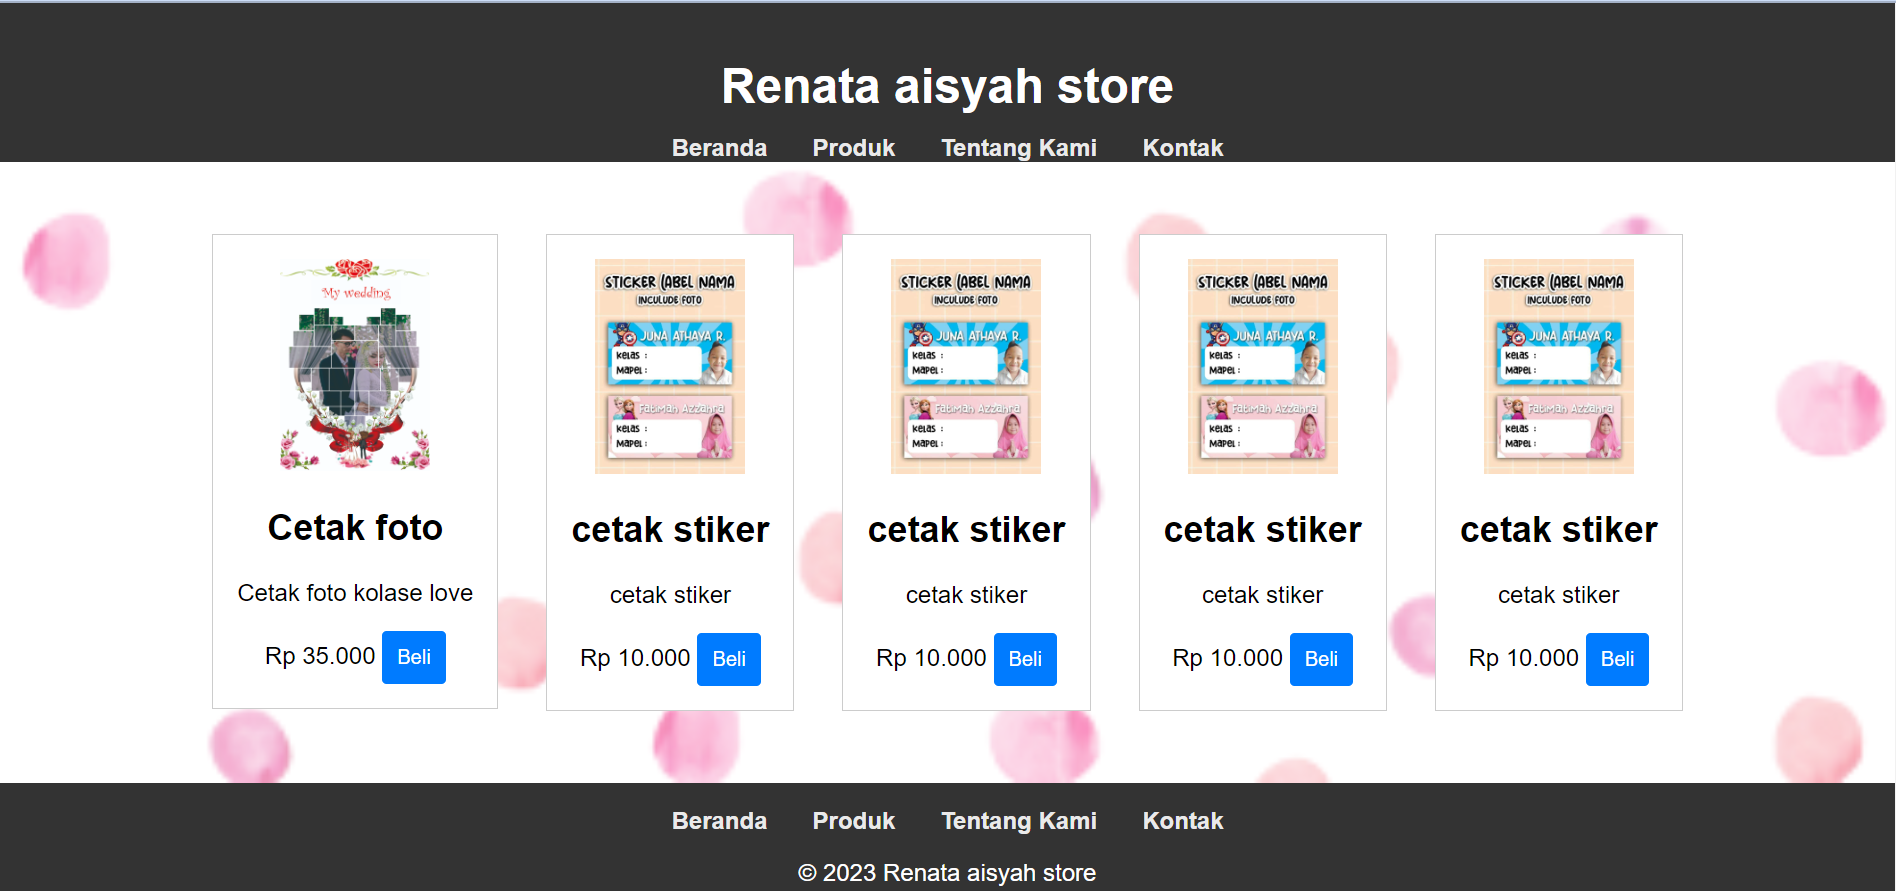 Renata aisyah store
Beranda Produk Tentang Kami Kontak
My wedding
Cetak foto
Cetak foto kolase love
Rp 35.000 Beli
STICKER LABEL NAMA
INCULUDE FOTO
JUNA ATHAYA R.
Kelas :
Mapel :
Fatimah Azzahra
Kelas :
Mapel :
cetak stiker
cetak stiker
Rp 10.000 Beli
STICKER LABEL NAMA
INCULUDE FOTO
JUNA ATHAYA R.
Kelas :
Mapel :
Fatimah Azzahra
Kelas :
Mapel :
cetak stiker
cetak stiker
Rp 10.000 Beli
STICKER LABEL NAMA
INCULUDE FOTO
JUNA ATHAYA R.
Kelas :
Mapel :
Fatimah Azzahra
Kelas :
Mapel :
cetak stiker
cetak stiker
Rp 10.000 Beli
STICKER LABEL NAMA
INCULUDE FOTO
JUNA ATHAYA R.
Kelas :
Mapel :
Fatimah Azzahra
Kelas :
Mapel :
cetak stiker
cetak stiker
Rp 10.000 Beli
Beranda Produk Tentang Kami Kontak
© 2023 Renata aisyah store